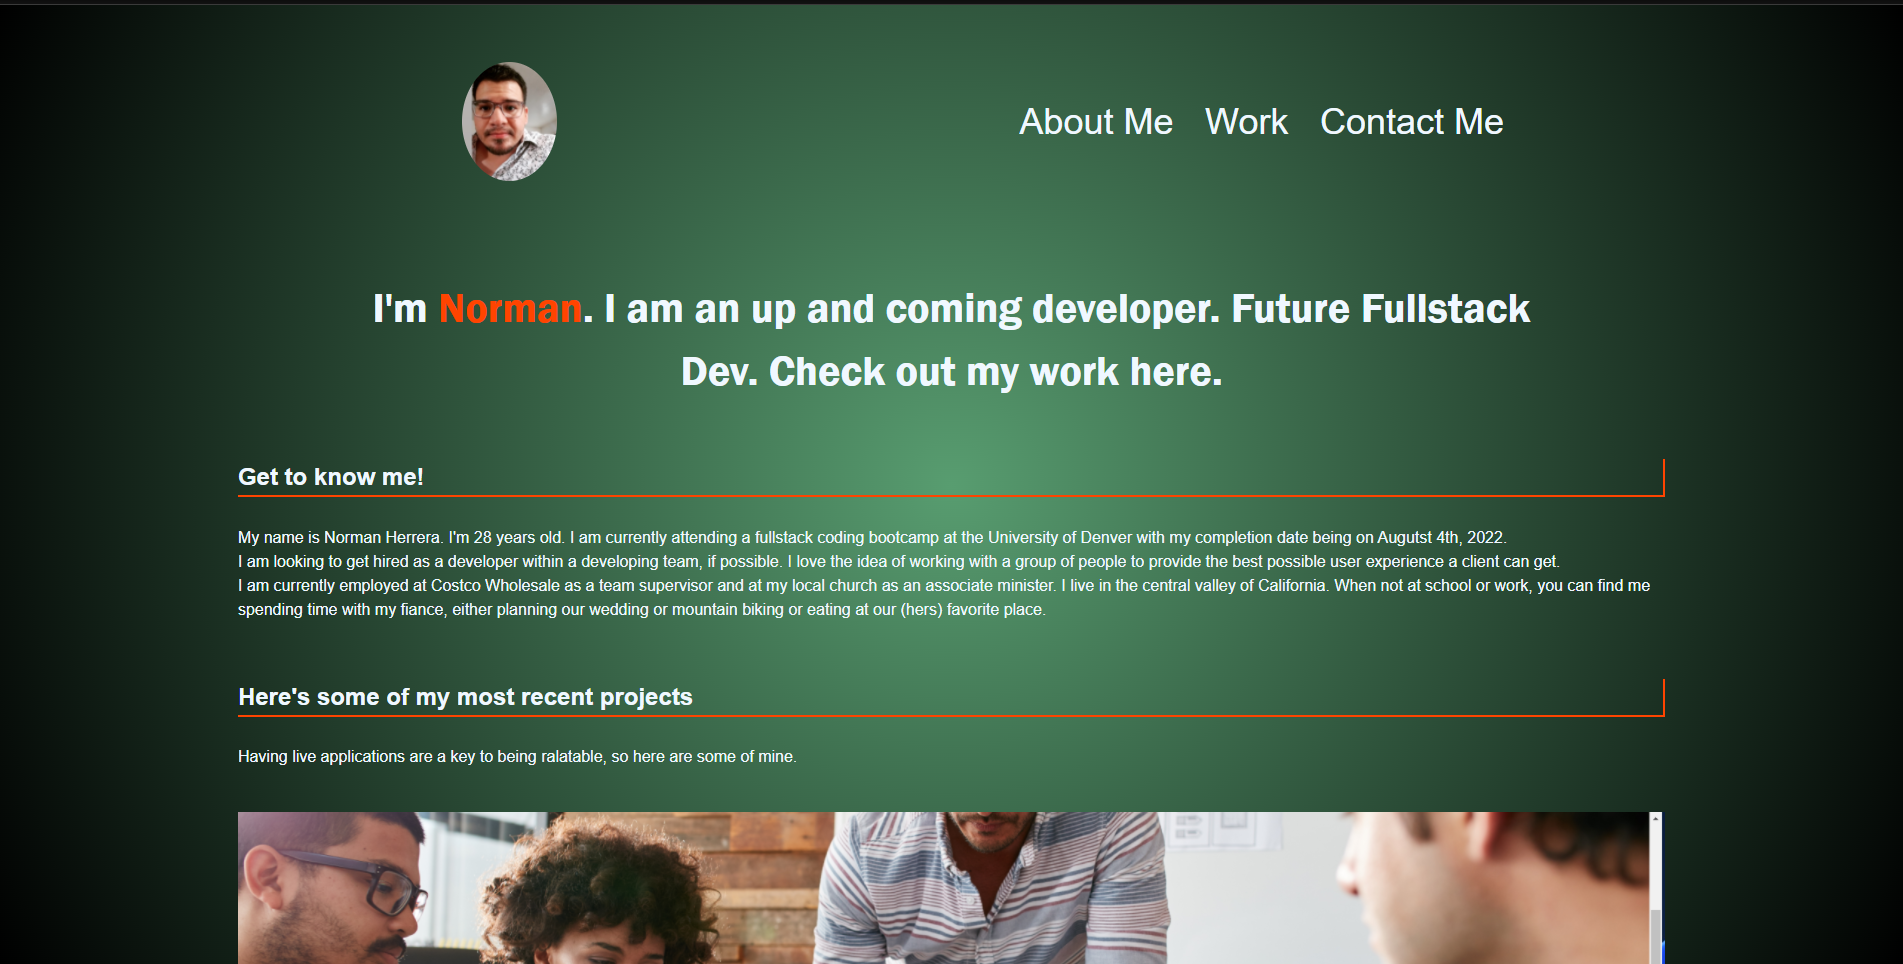 About Me Work Contact Me
I'm Norman. I am an up and coming developer. Future Fullstack
Dev. Check out my work here.
Get to know me!
My name is Norman Herrera. I'm 28 years old. I am currently attending a fullstack coding bootcamp at the University of Denver with my completion date being on Augutst 4th, 2022.
I am looking to get hired as a developer within a developing team, if possible. I love the idea of working with a group of people to provide the best possible user experience a client can get.
I am currently employed at Costco Wholesale as a team supervisor and at my local church as an associate minister. I live in the central valley of California. When not at school or work, you can find me
spending time with my fiance, either planning our wedding or mountain biking or eating at our (hers) favorite place.
Here's some of my most recent projects
Having live applications are a key to being ralatable, so here are some of mine.